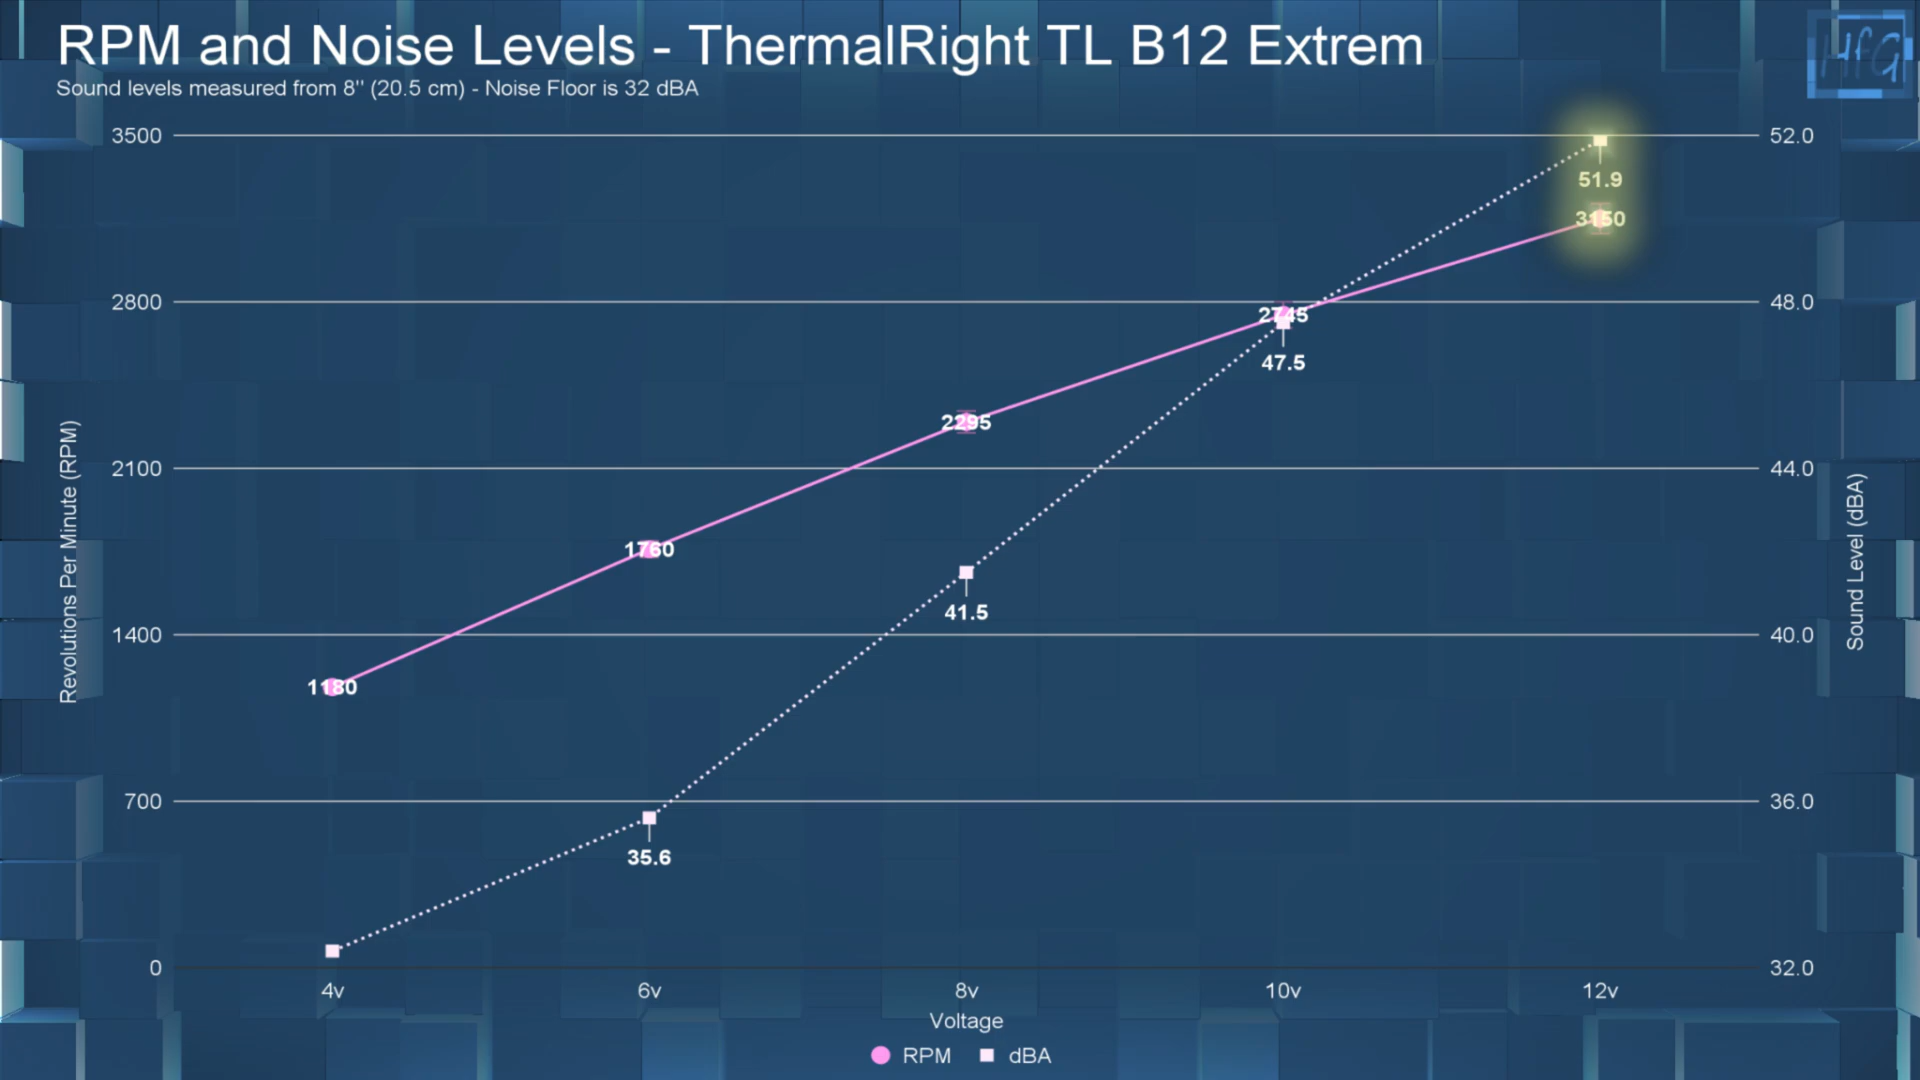 RPM and Noise Levels - ThermalRight TL B12 Extrem
Sound levels measured from 8" (20.5 cm) - Noise Floor is 32 dBA
HfG
3500
52.0
51.9
3150
2800
48.0
2745
47.5
2295
2100
44.0
1760
41.5
1400
40.0
1180
700
36.0
35.6
0
32.0
Revolutions Per Minute (RPM)
Sound Level (dBA)
4v 6v 8v 10v 12v
Voltage
RPM dBA